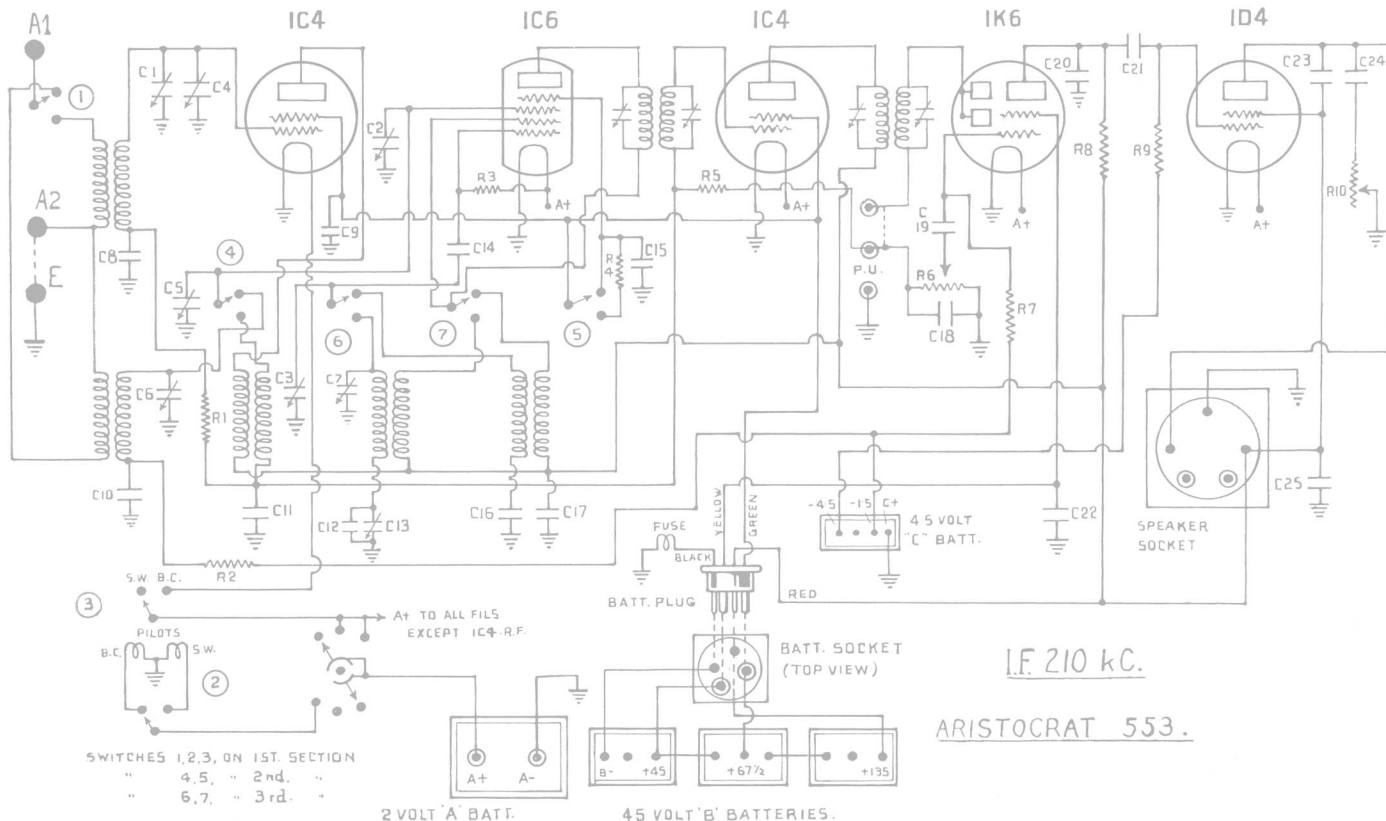 A1
1C4
1C6
1C4
1K6
1D4
C1
C4
C2
C20
C21
C23
C24
1
R3
R5
R8
R9
R10
A+
A+
A+
A+
A2
C8
C9
C14
R
4
C15
C
19
P.U.
E
4
C5
R6
R7
C18
6
7
5
C6
R1
C3
C7
C10
C11
C12
C13
C16
C17
-4.5
-1.5
C+
4.5 VOLT
"C" BATT.
C22
C25
SPEAKER
SOCKET
YELLOW
GREEN
FUSE
BLACK
R2
S.W.
B.C.
3
BATT. PLUG
RED
A+ TO ALL FILS
EXCEPT 1C4-R.F.
PILOTS
B.C.
S.W.
2
BATT. SOCKET
(TOP VIEW)
I.F. 210 kC.
ARISTOCRAT 553.
SWITCHES 1,2,3, ON 1ST. SECTION
" 4,5, " 2nd. "
" 6,7, " 3rd. "
A+
A-
B-
+45
+67½
+135
2 VOLT 'A' BATT.
45 VOLT 'B' BATTERIES.